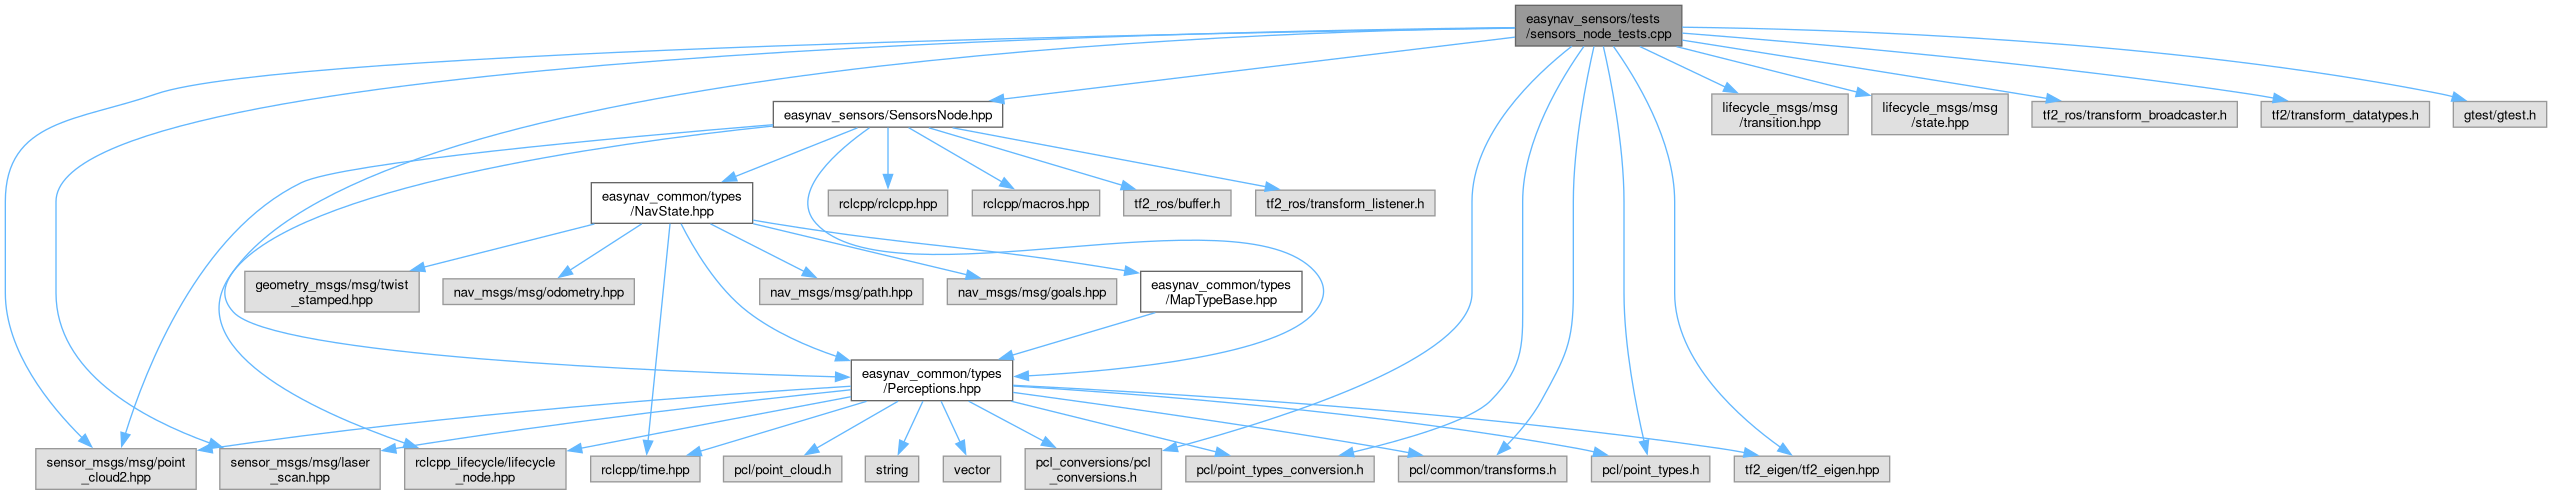 easynav_sensors/tests
/sensors_node_tests.cpp
easynav_sensors/SensorsNode.hpp
lifecycle_msgs/msg
/transition.hpp
lifecycle_msgs/msg
/state.hpp
tf2_ros/transform_broadcaster.h
tf2/transform_datatypes.h
gtest/gtest.h
easynav_common/types
/NavState.hpp
rclcpp/rclcpp.hpp
rclcpp/macros.hpp
tf2_ros/buffer.h
tf2_ros/transform_listener.h
geometry_msgs/msg/twist
_stamped.hpp
nav_msgs/msg/odometry.hpp
nav_msgs/msg/path.hpp
nav_msgs/msg/goals.hpp
easynav_common/types
/MapTypeBase.hpp
easynav_common/types
/Perceptions.hpp
sensor_msgs/msg/point
_cloud2.hpp
sensor_msgs/msg/laser
_scan.hpp
rclcpp_lifecycle/lifecycle
_node.hpp
rclcpp/time.hpp
pcl/point_cloud.h
string
vector
pcl_conversions/pcl
_conversions.h
pcl/point_types_conversion.h
pcl/common/transforms.h
pcl/point_types.h
tf2_eigen/tf2_eigen.hpp